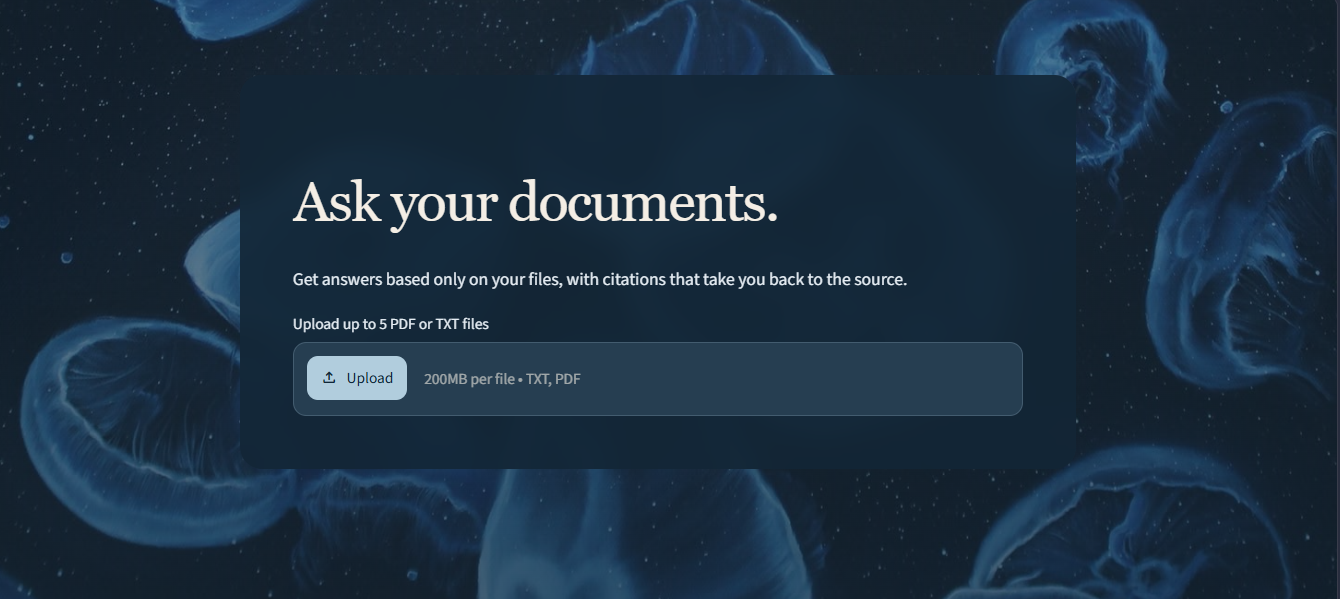 Ask your documents.
Get answers based only on your files, with citations that take you back to the source.
Upload up to 5 PDF or TXT files
Upload 200MB per file • TXT, PDF